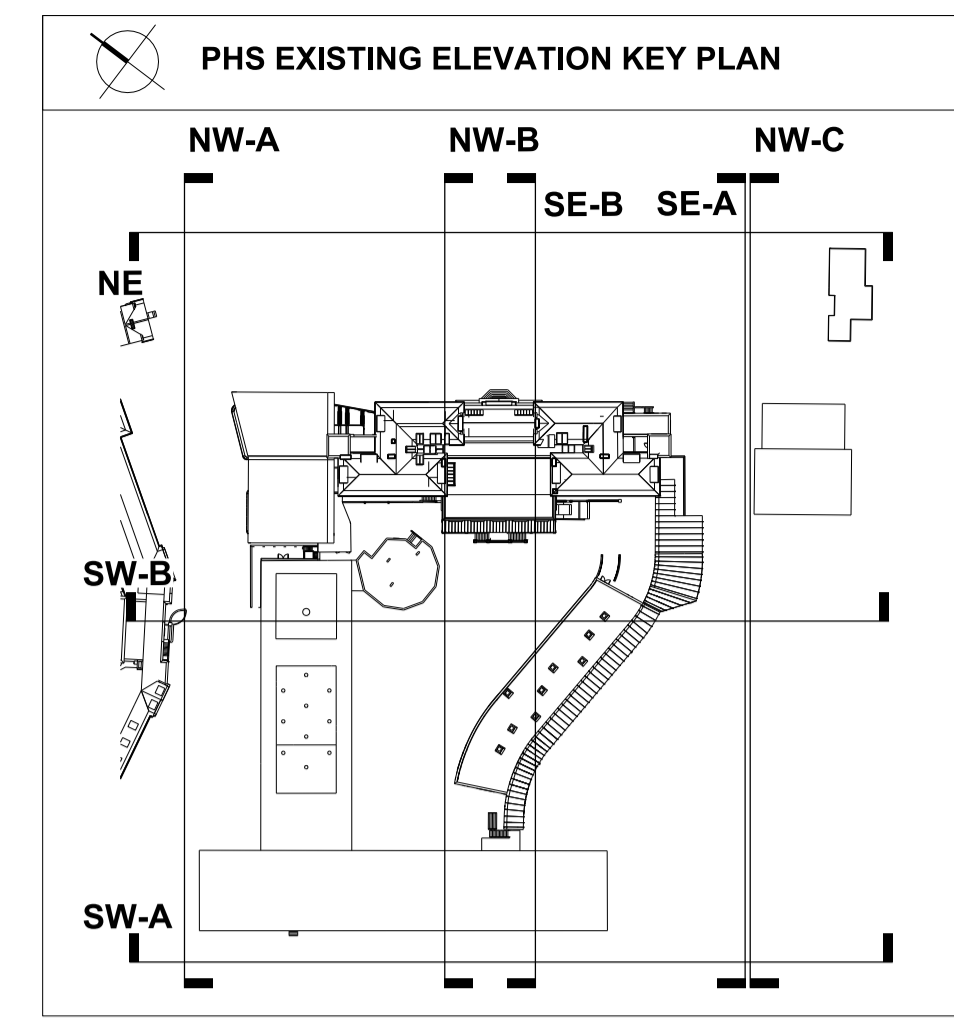 PHS EXISTING ELEVATION KEY PLAN
NW-A NW-B NW-C
SE-B SE-A
NE
SW-B
SW-A